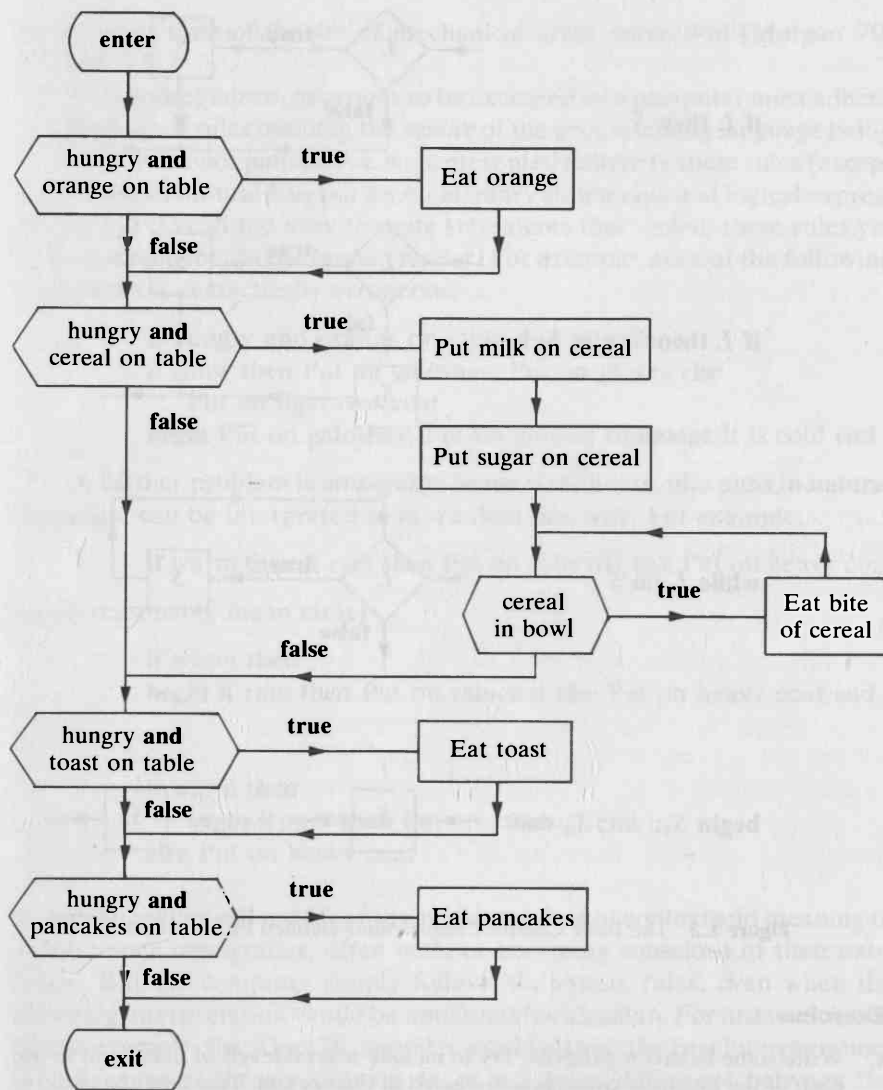 enter
hungry and
orange on table
true
Eat orange
false
hungry and
cereal on table
true
Put milk on cereal
false
Put sugar on cereal
cereal
in bowl
true
Eat bite
of cereal
false
hungry and
toast on table
true
Eat toast
false
hungry and
pancakes on table
true
Eat pancakes
false
exit